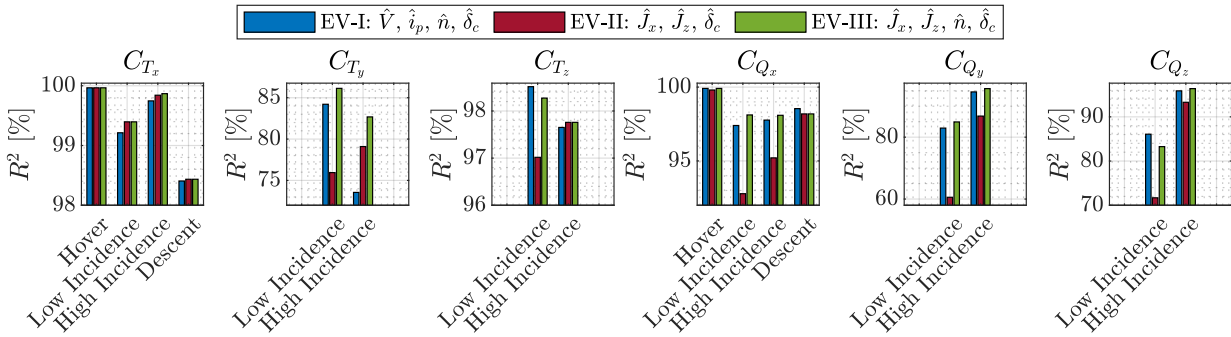 EV-I: V̂, î_p, n̂, δ̂_c EV-II: Ĵ_x, Ĵ_z, δ̂_c EV-III: Ĵ_x, Ĵ_z, n̂, δ̂_c
C_{T_x}
R² [%]
100
99
98
Hover
Low Incidence
High Incidence
Descent
C_{T_y}
R² [%]
85
80
75
Low Incidence
High Incidence
C_{T_z}
R² [%]
98
97
96
Low Incidence
High Incidence
C_{Q_x}
R² [%]
100
95
Hover
Low Incidence
High Incidence
Descent
C_{Q_y}
R² [%]
80
60
Low Incidence
High Incidence
C_{Q_z}
R² [%]
90
80
70
Low Incidence
High Incidence